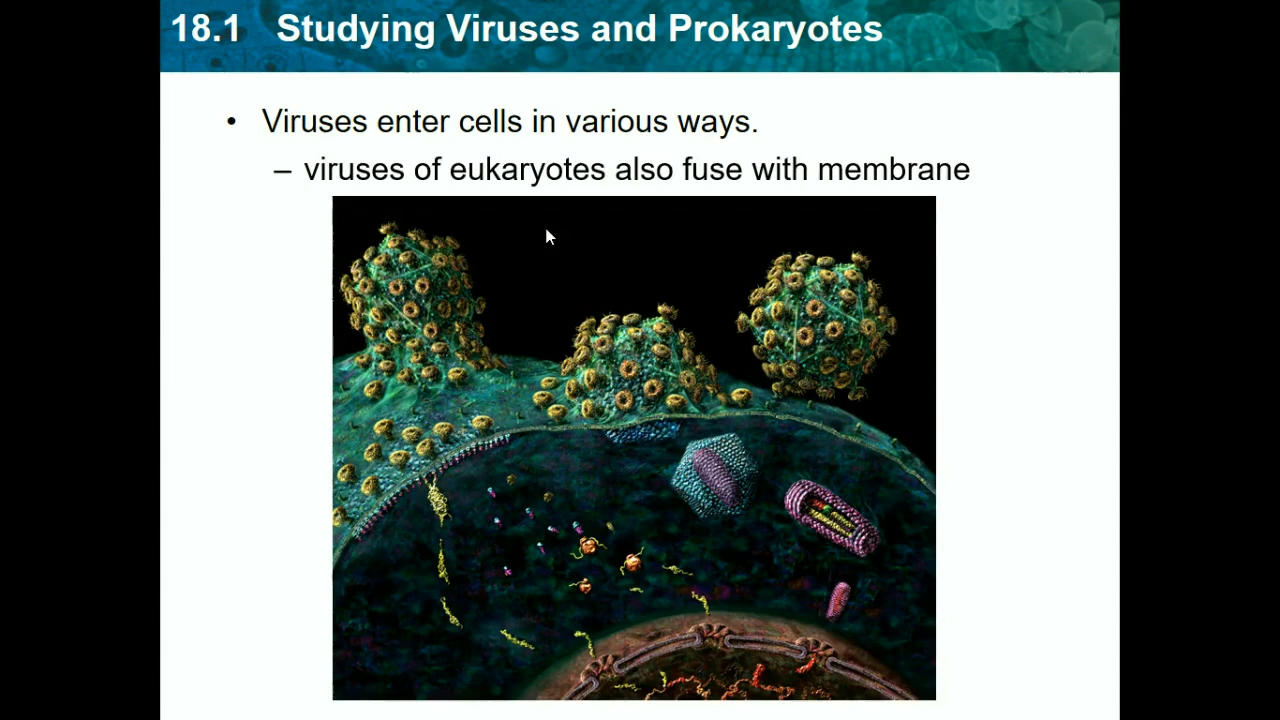 18.1 Studying Viruses and Prokaryotes
• Viruses enter cells in various ways.
– viruses of eukaryotes also fuse with membrane